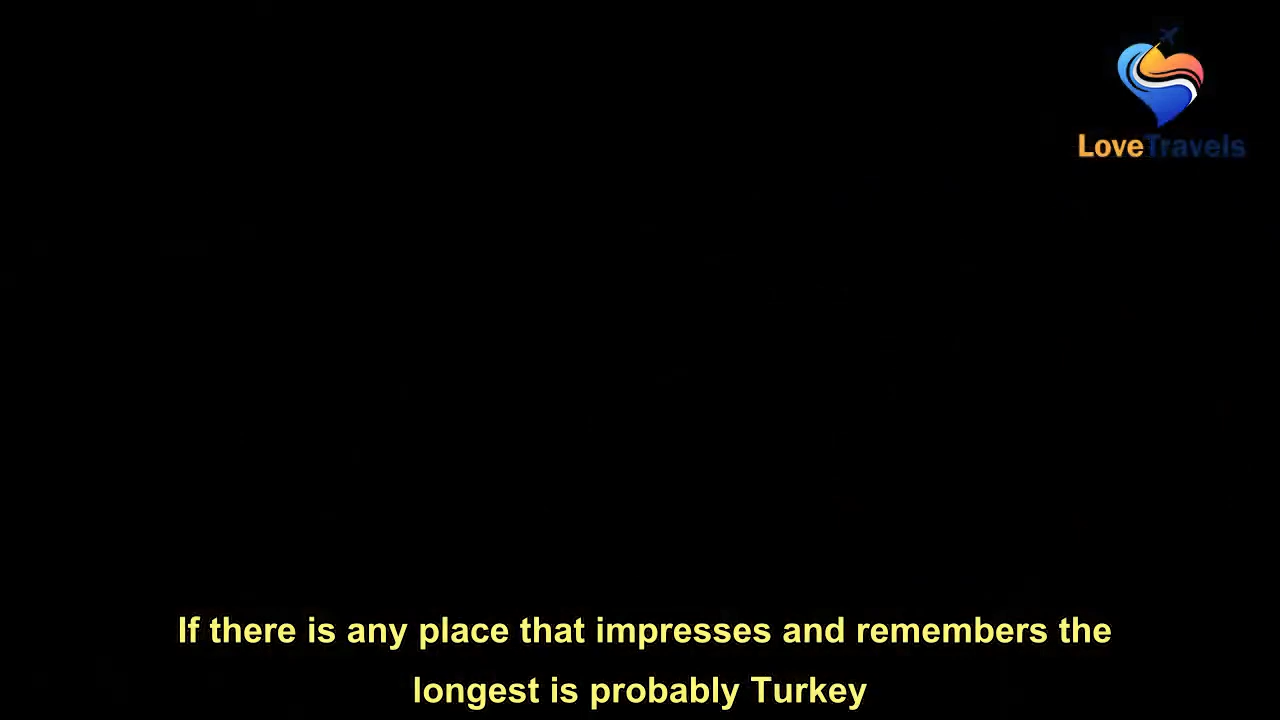 LoveTravels
If there is any place that impresses and remembers the
longest is probably Turkey